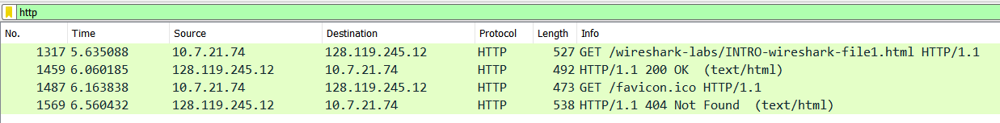 http
No. Time Source Destination Protocol Length Info
1317 5.635088 10.7.21.74 128.119.245.12 HTTP 527 GET /wireshark-labs/INTRO-wireshark-file1.html HTTP/1.1
1459 6.060185 128.119.245.12 10.7.21.74 HTTP 492 HTTP/1.1 200 OK (text/html)
1487 6.163838 10.7.21.74 128.119.245.12 HTTP 473 GET /favicon.ico HTTP/1.1
1569 6.560432 128.119.245.12 10.7.21.74 HTTP 538 HTTP/1.1 404 Not Found (text/html)